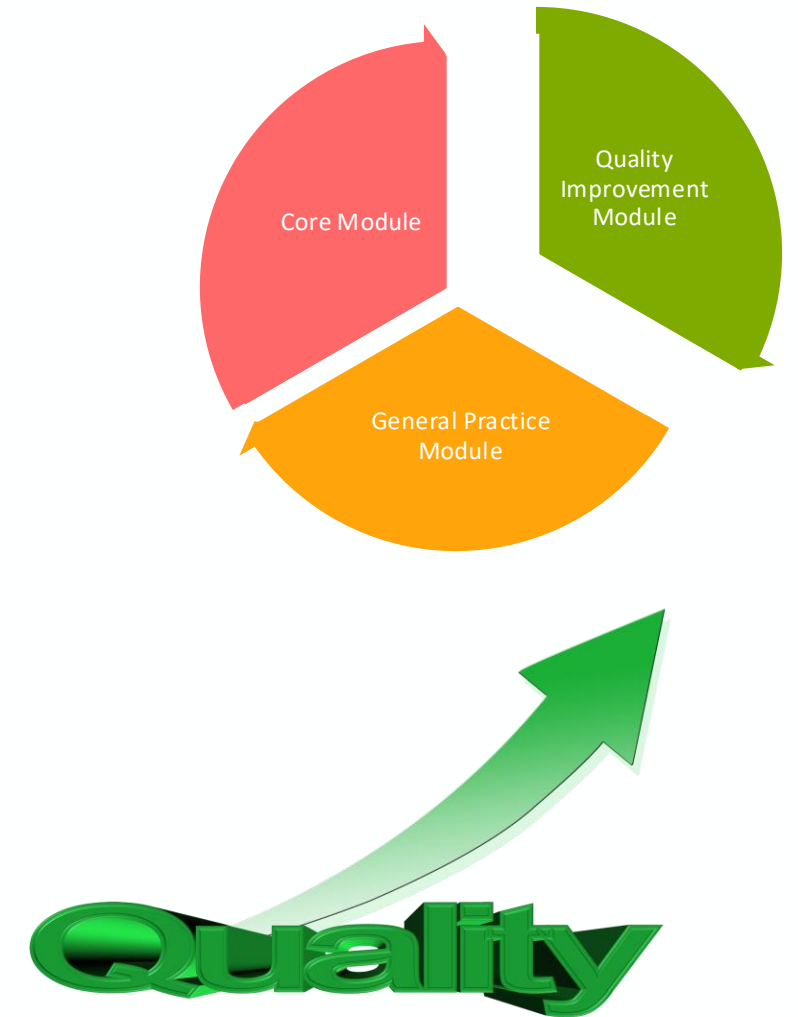 Quality
Improvement
Module
Core Module
General Practice
Module
Quality